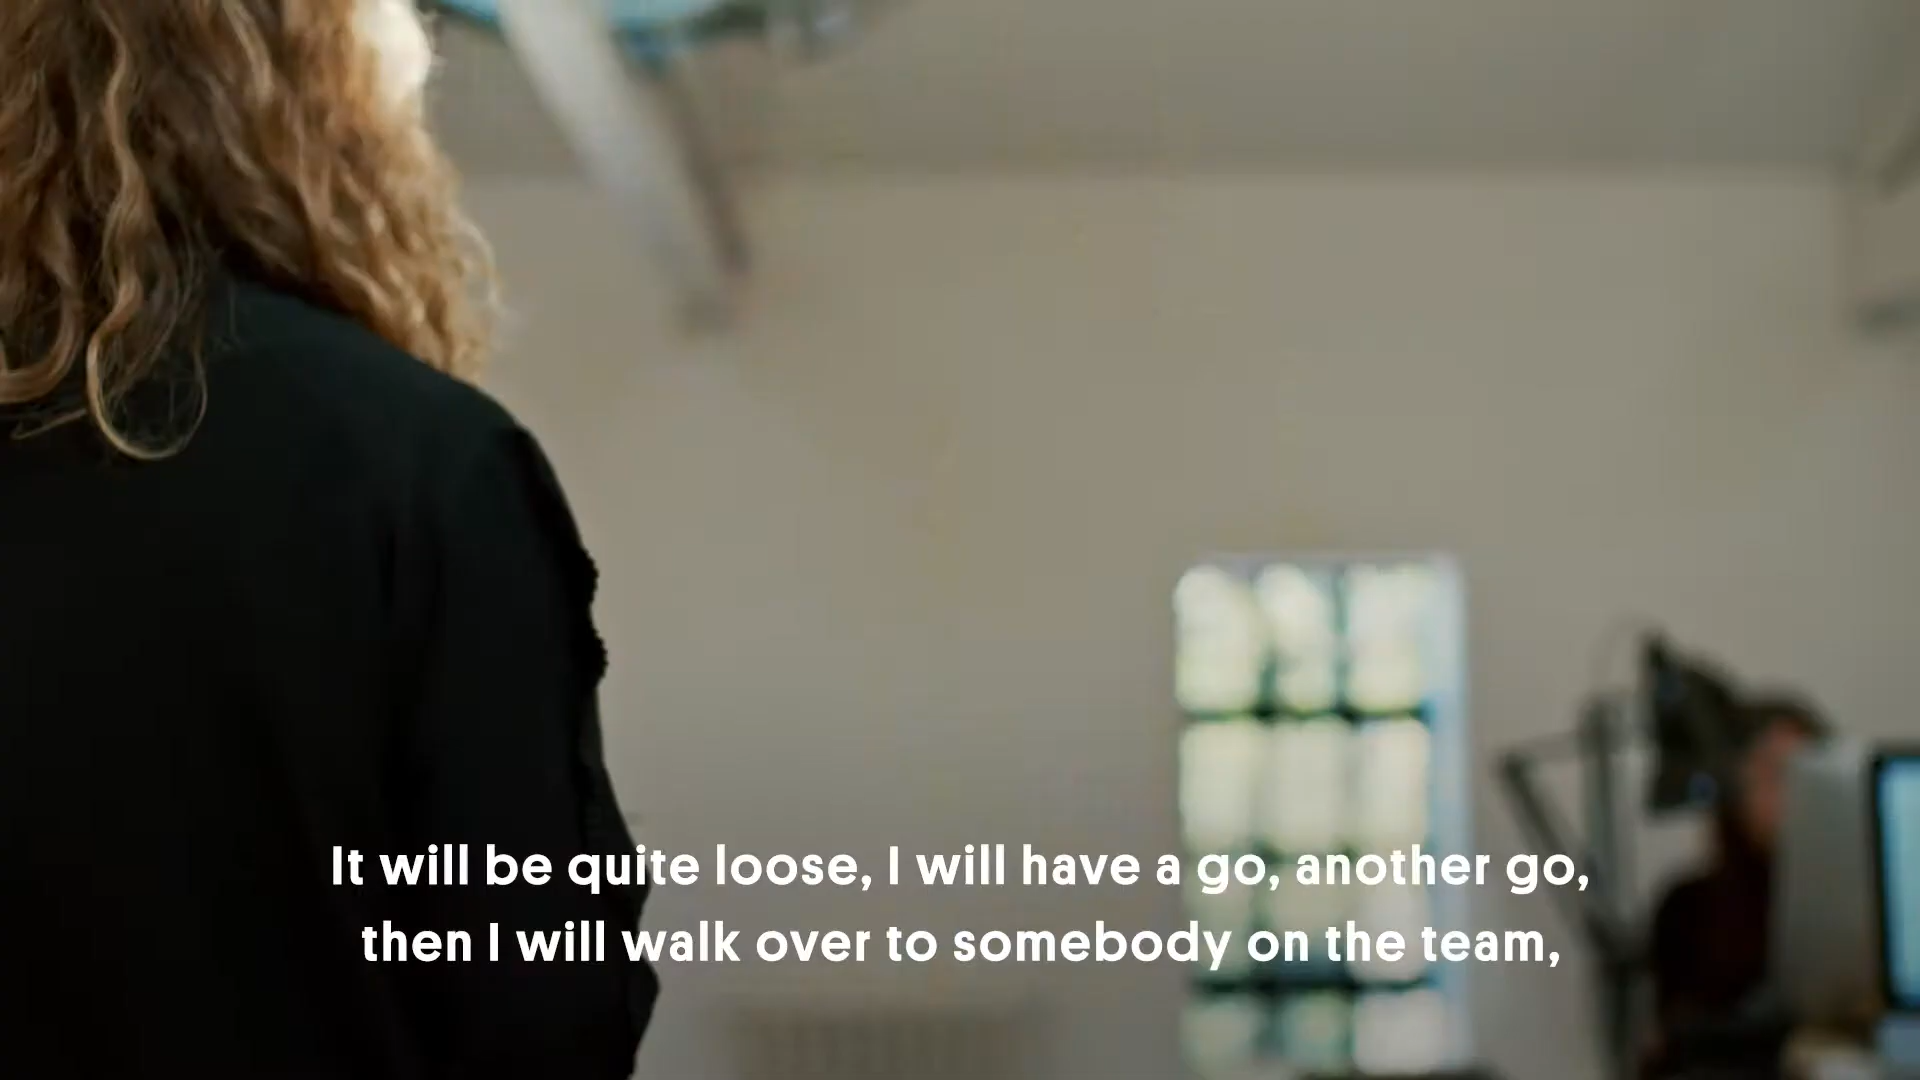 It will be quite loose, I will have a go, another go,
then I will walk over to somebody on the team,